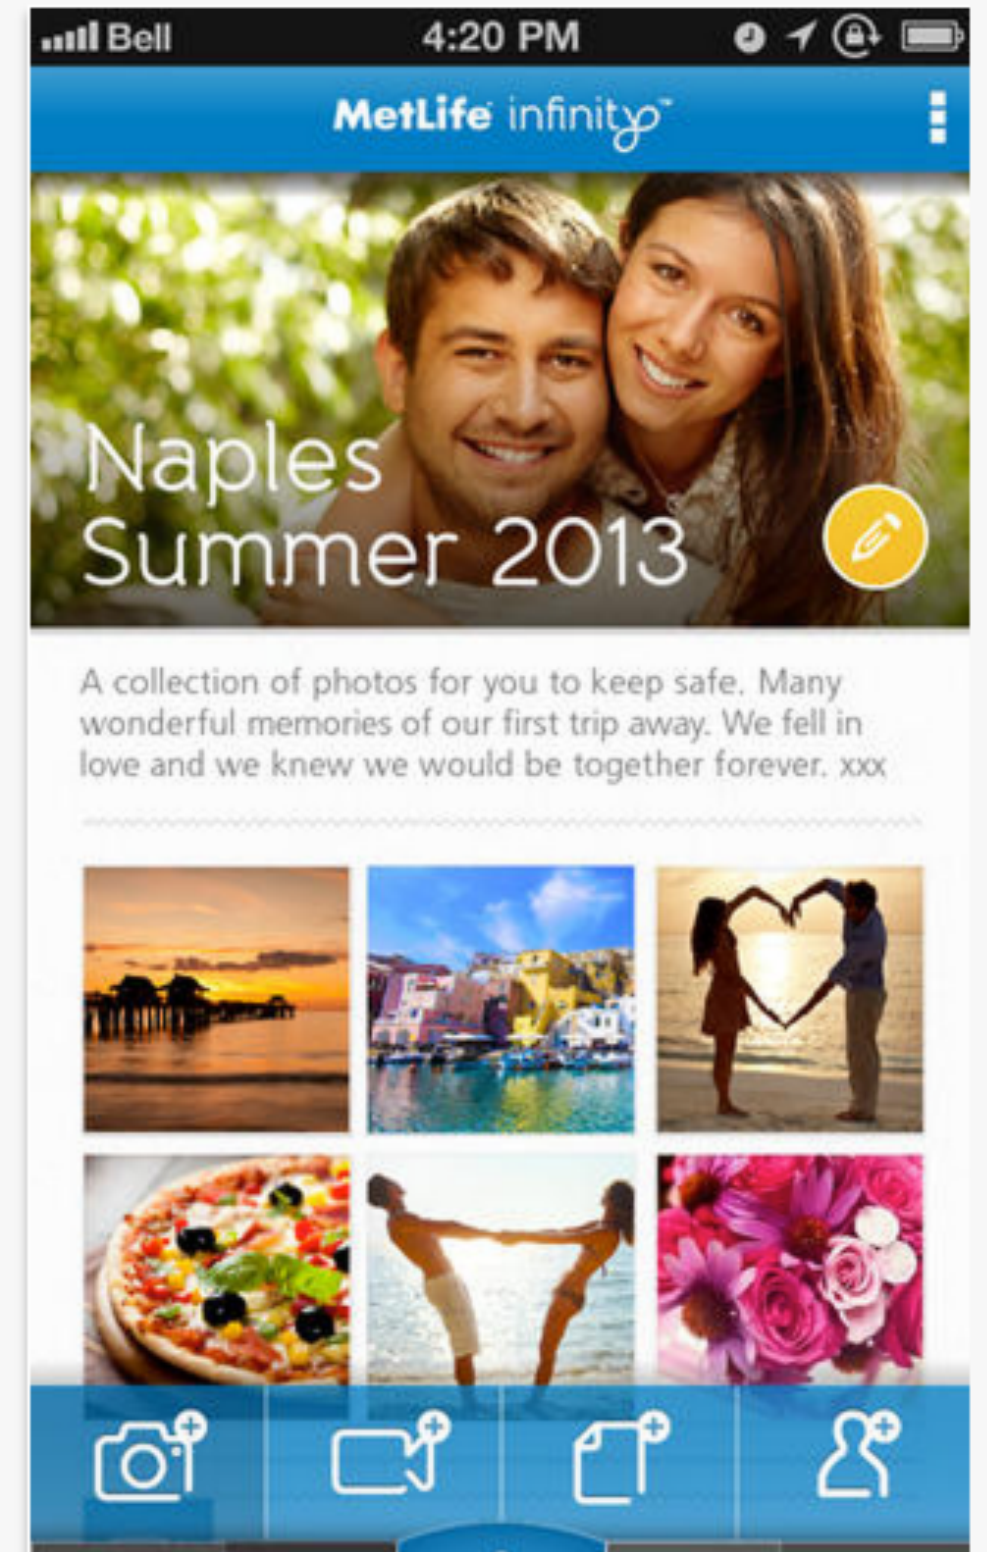 Bell 4:20 PM
MetLife infinity™
Naples
Summer 2013
A collection of photos for you to keep safe. Many
wonderful memories of our first trip away. We fell in
love and we knew we would be together forever. xxx